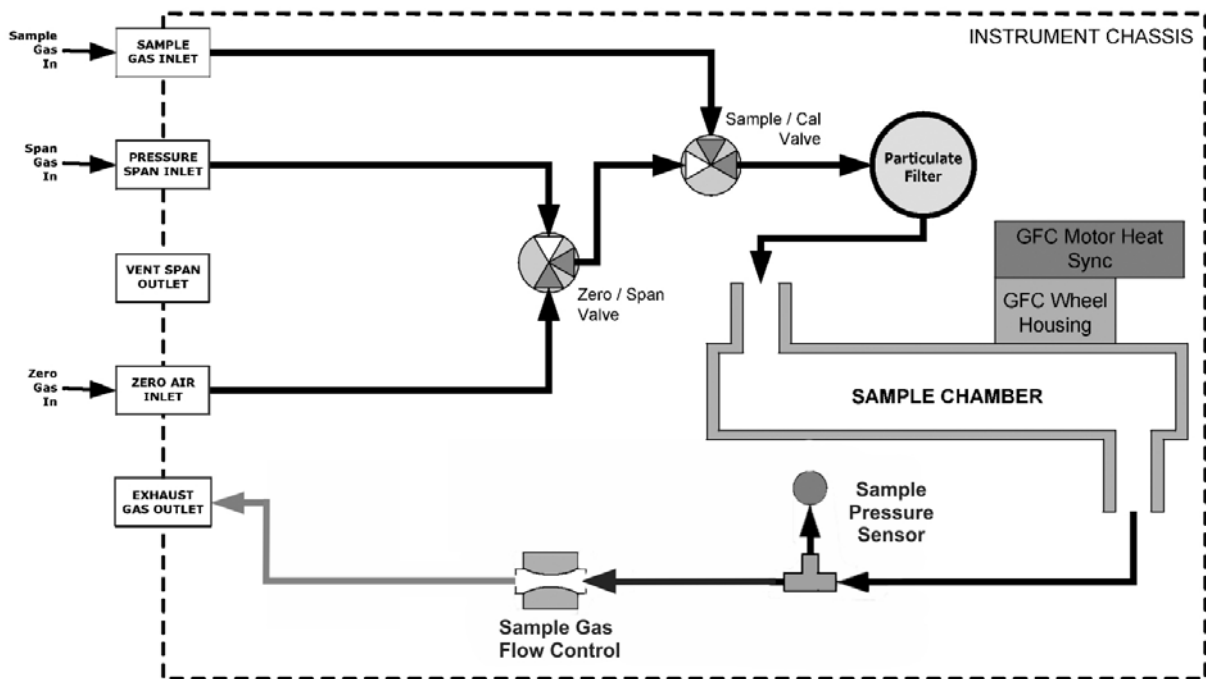 INSTRUMENT CHASSIS
Sample
Gas
In
SAMPLE
GAS INLET
Sample / Cal
Valve
Span
Gas
In
PRESSURE
SPAN INLET
Particulate
Filter
VENT SPAN
OUTLET
Zero / Span
Valve
GFC Motor Heat
Sync
GFC Wheel
Housing
Zero
Gas
In
ZERO AIR
INLET
SAMPLE CHAMBER
EXHAUST
GAS OUTLET
Sample
Pressure
Sensor
Sample Gas
Flow Control